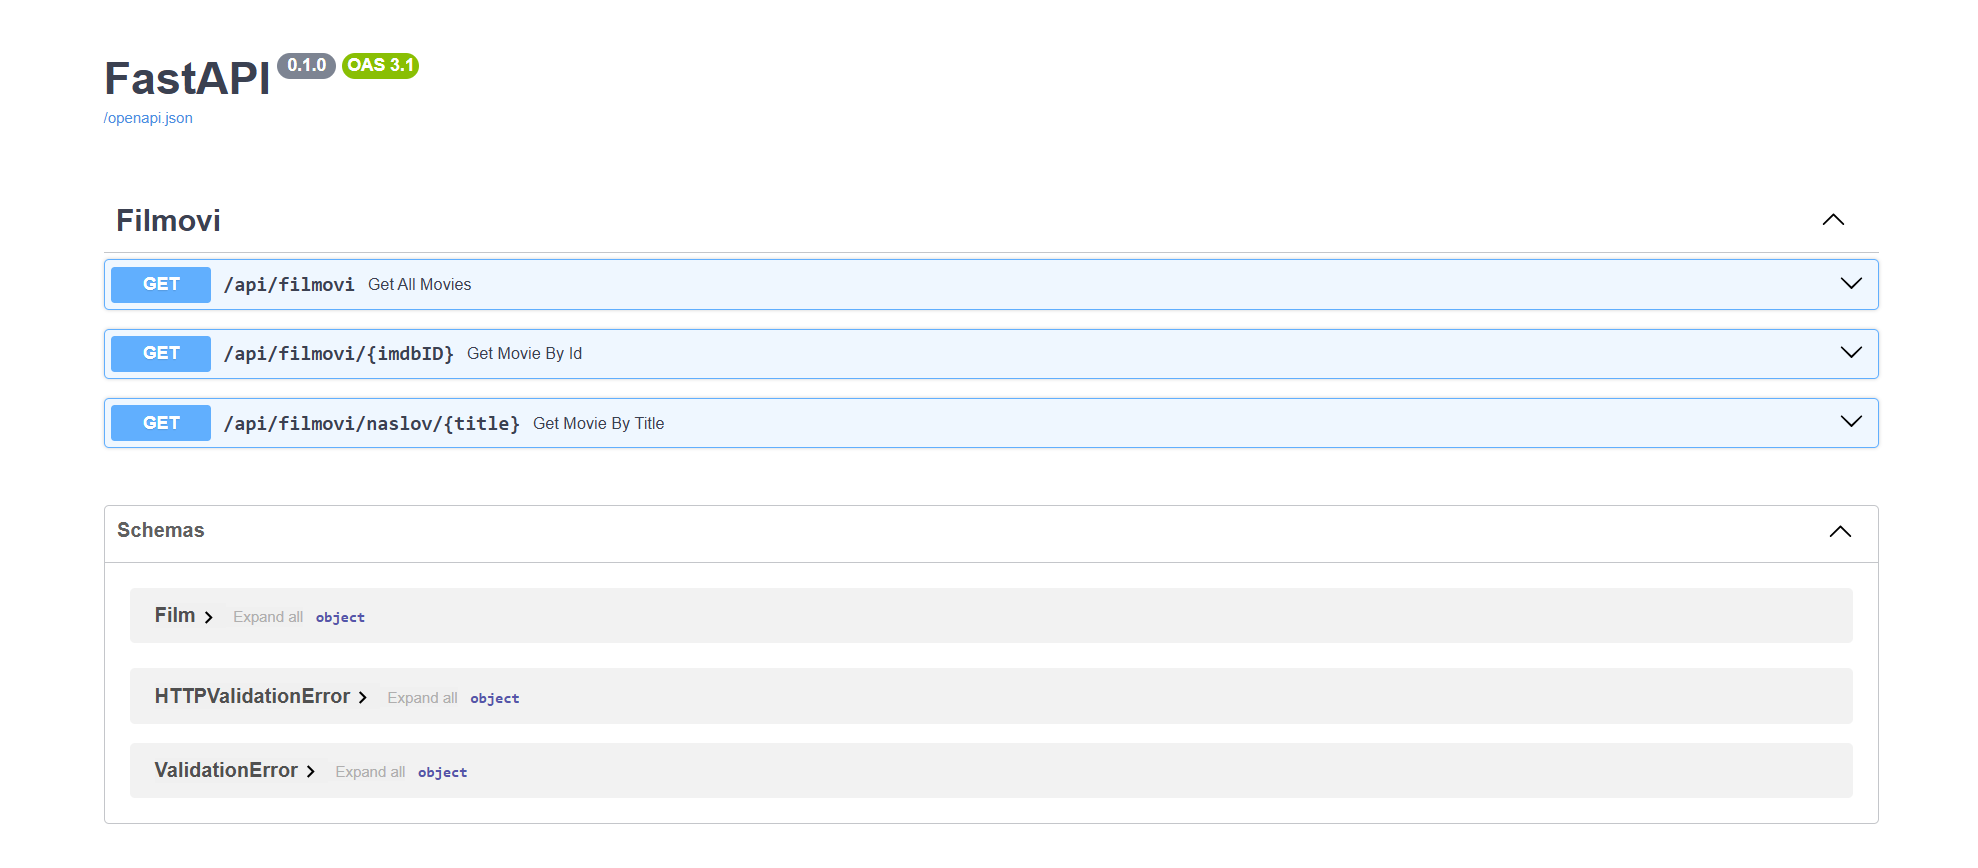 FastAPI 0.1.0 OAS 3.1
/openapi.json
Filmovi
GET /api/filmovi Get All Movies
GET /api/filmovi/{imdbID} Get Movie By Id
GET /api/filmovi/naslov/{title} Get Movie By Title
Schemas
Film Expand all object
HTTPValidationError Expand all object
ValidationError Expand all object